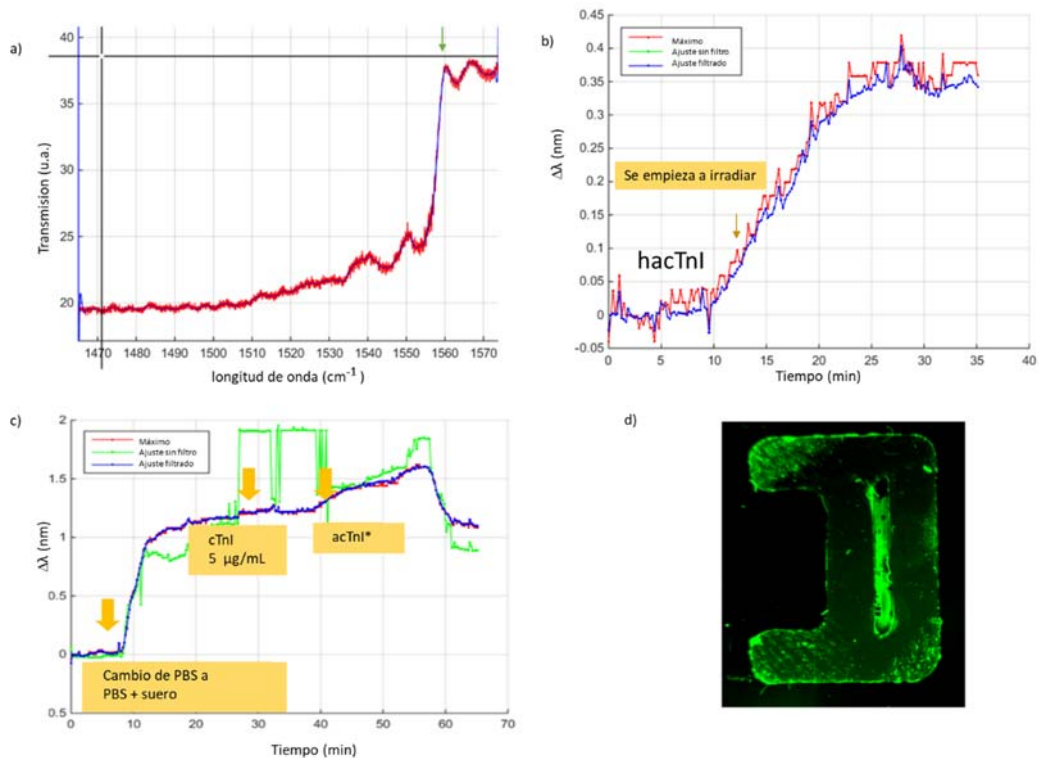 a)
40
35
30
25
20
Transmision (u.a.)
1470 1480 1490 1500 1510 1520 1530 1540 1550 1560 1570
longitud de onda (cm⁻¹)
b)
0.45
0.4
0.35
0.3
0.25
0.2
0.15
0.1
0.05
0
-0.05
Δλ (nm)
Máximo
Ajuste sin filtro
Ajuste filtrado
Se empieza a irradiar
hacTnI
0 5 10 15 20 25 30 35 40
Tiempo (min)
c)
2
1.5
1
0.5
0
0.5
Δλ (nm)
Máximo
Ajuste sin filtro
Ajuste filtrado
cTnI
5 µg/mL
acTnI*
Cambio de PBS a
PBS + suero
0 10 20 30 40 50 60 70
Tiempo (min)
d)